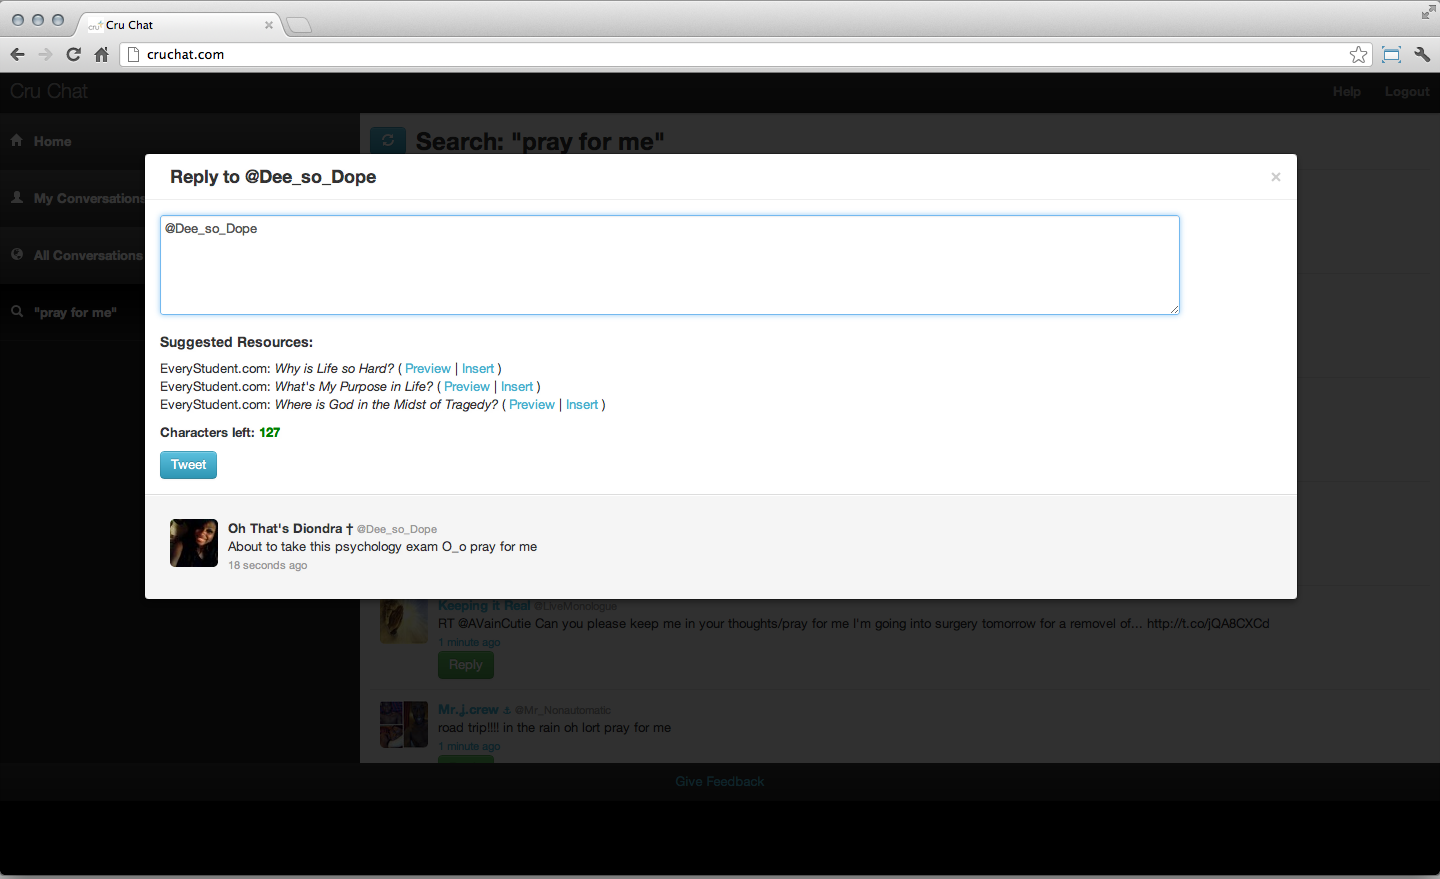 cru Cru Chat
cruchat.com
Cru Chat
Help Logout
Home
My Conversations
All Conversations
"pray for me"
Search: "pray for me"
Reply to @Dee_so_Dope ×
@Dee_so_Dope
Suggested Resources:
EveryStudent.com: Why is Life so Hard? ( Preview | Insert )
EveryStudent.com: What's My Purpose in Life? ( Preview | Insert )
EveryStudent.com: Where is God in the Midst of Tragedy? ( Preview | Insert )
Characters left: 127
Tweet
Oh That's Diondra † @Dee_so_Dope
About to take this psychology exam O_o pray for me
18 seconds ago
Keeping it Real @LiveMonologue
RT @AVainCutie Can you please keep me in your thoughts/pray for me I'm going into surgery tomorrow for a removel of... http://t.co/jQA8CXCd
1 minute ago
Reply
Mr.J.crew ⚓ @Mr_Nonautomatic
road trip!!!! in the rain oh lort pray for me
1 minute ago
Give Feedback